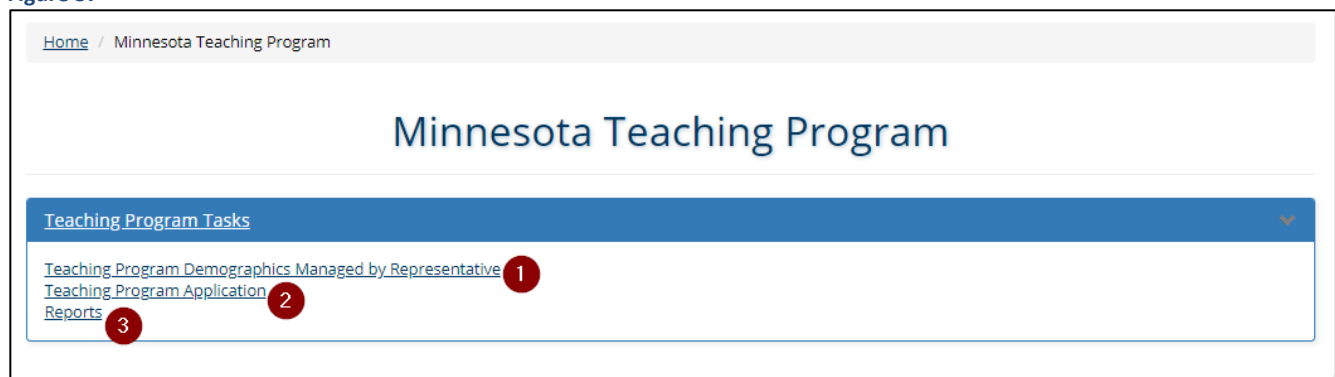 Home / Minnesota Teaching Program
Minnesota Teaching Program
Teaching Program Tasks
Teaching Program Demographics Managed by Representative 1
Teaching Program Application 2
Reports 3